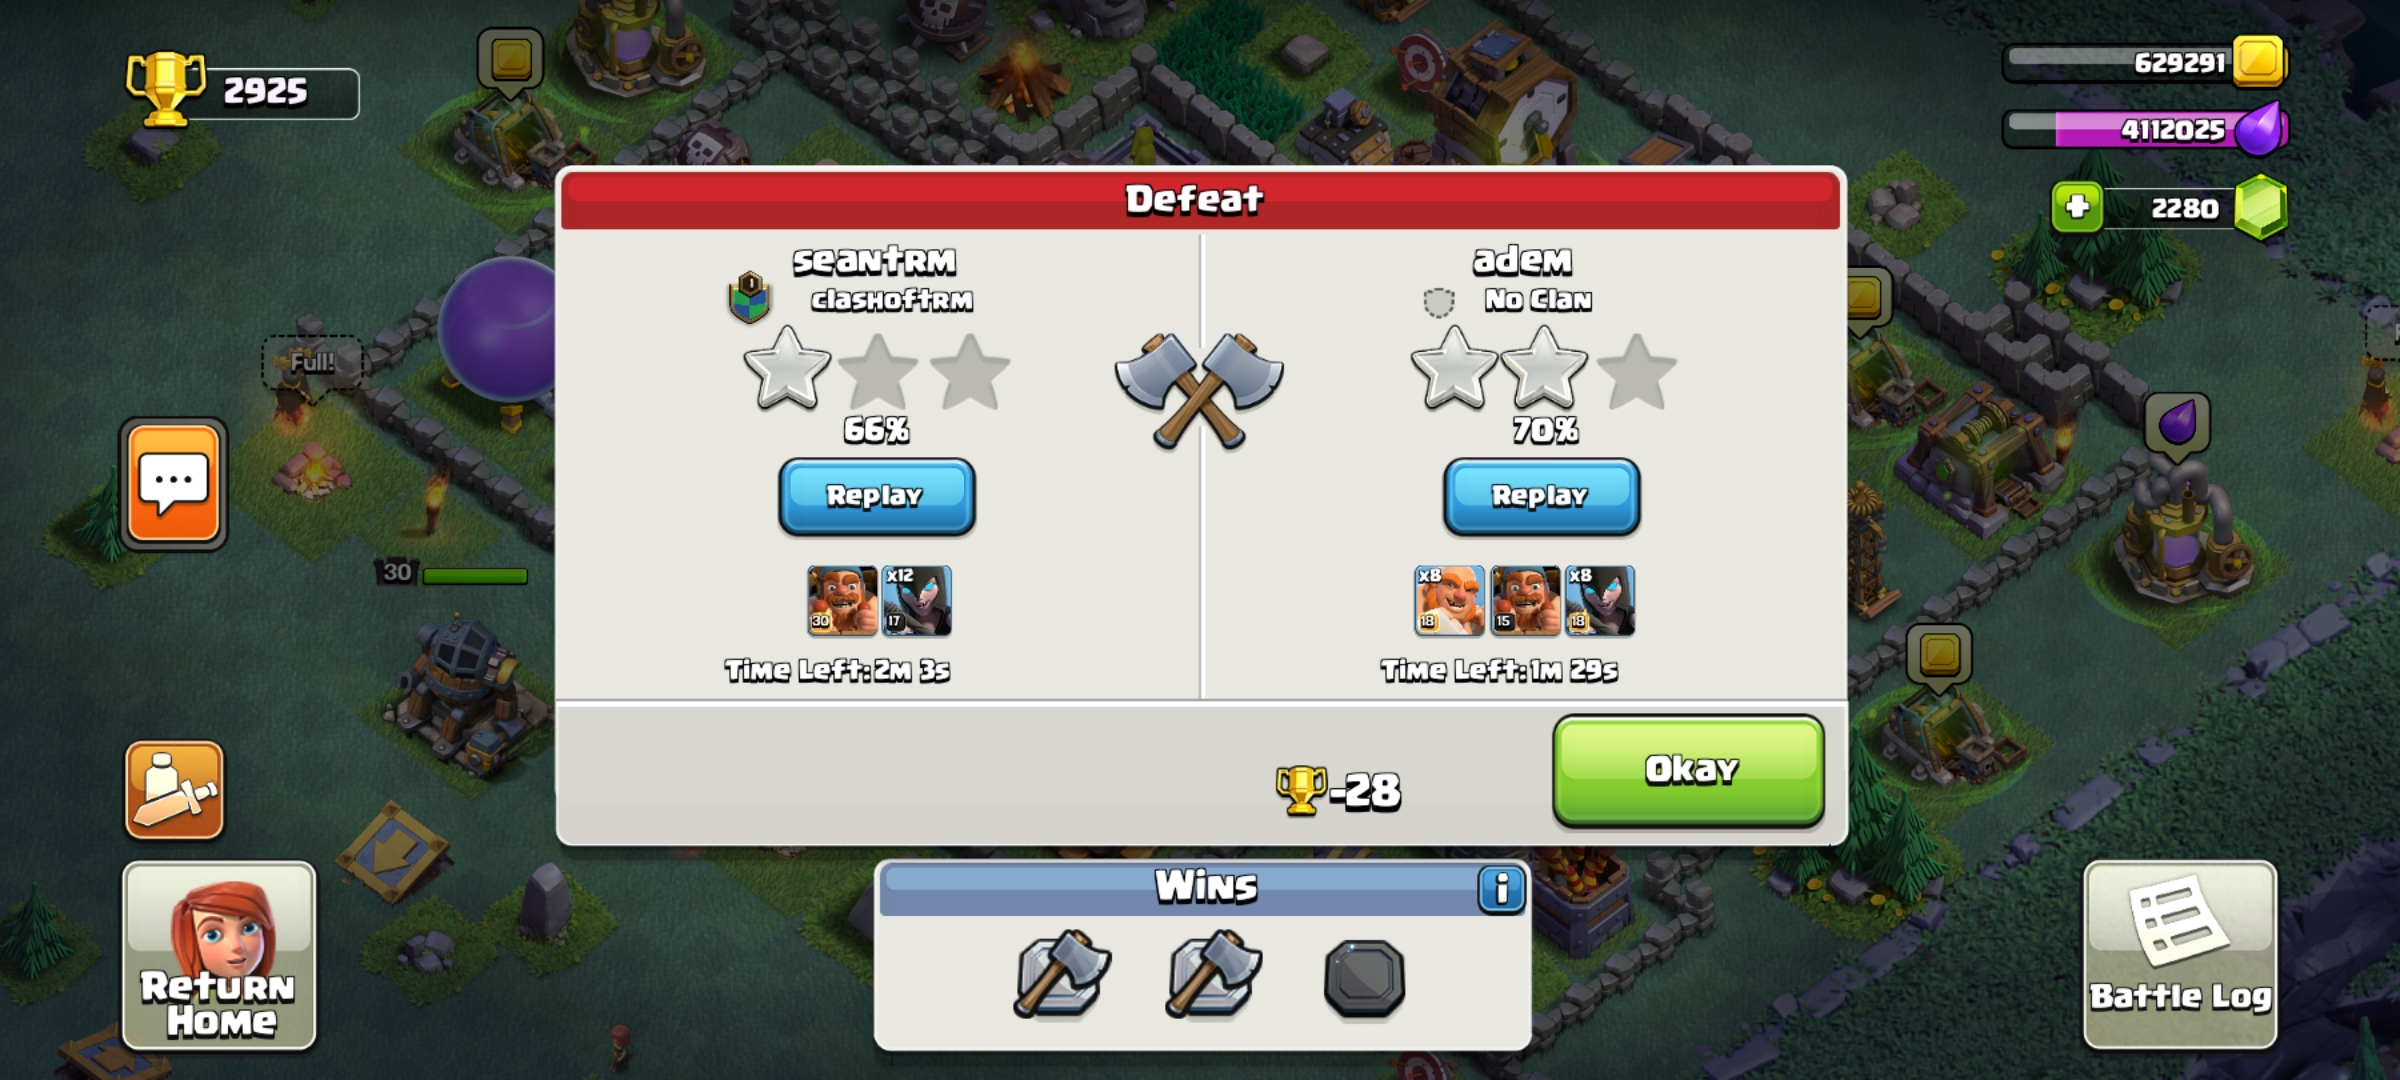 2925
629291
4112025
2280
Full!
30
Defeat
seantrm
1
clashoftrm
66%
Replay
30
x12
17
Time Left:2m 3s
adem
No Clan
70%
Replay
x8
18
15
x8
18
Time Left:1m 29s
-28
Okay
Wins
i
Return
Home
Battle Log